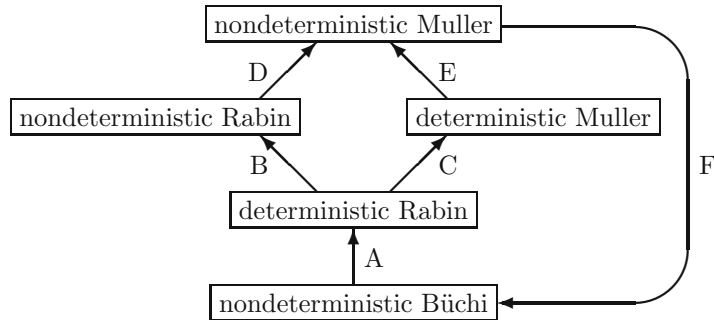 nondeterministic Muller
D
E
nondeterministic Rabin
deterministic Muller
B
C
F
deterministic Rabin
A
nondeterministic Büchi